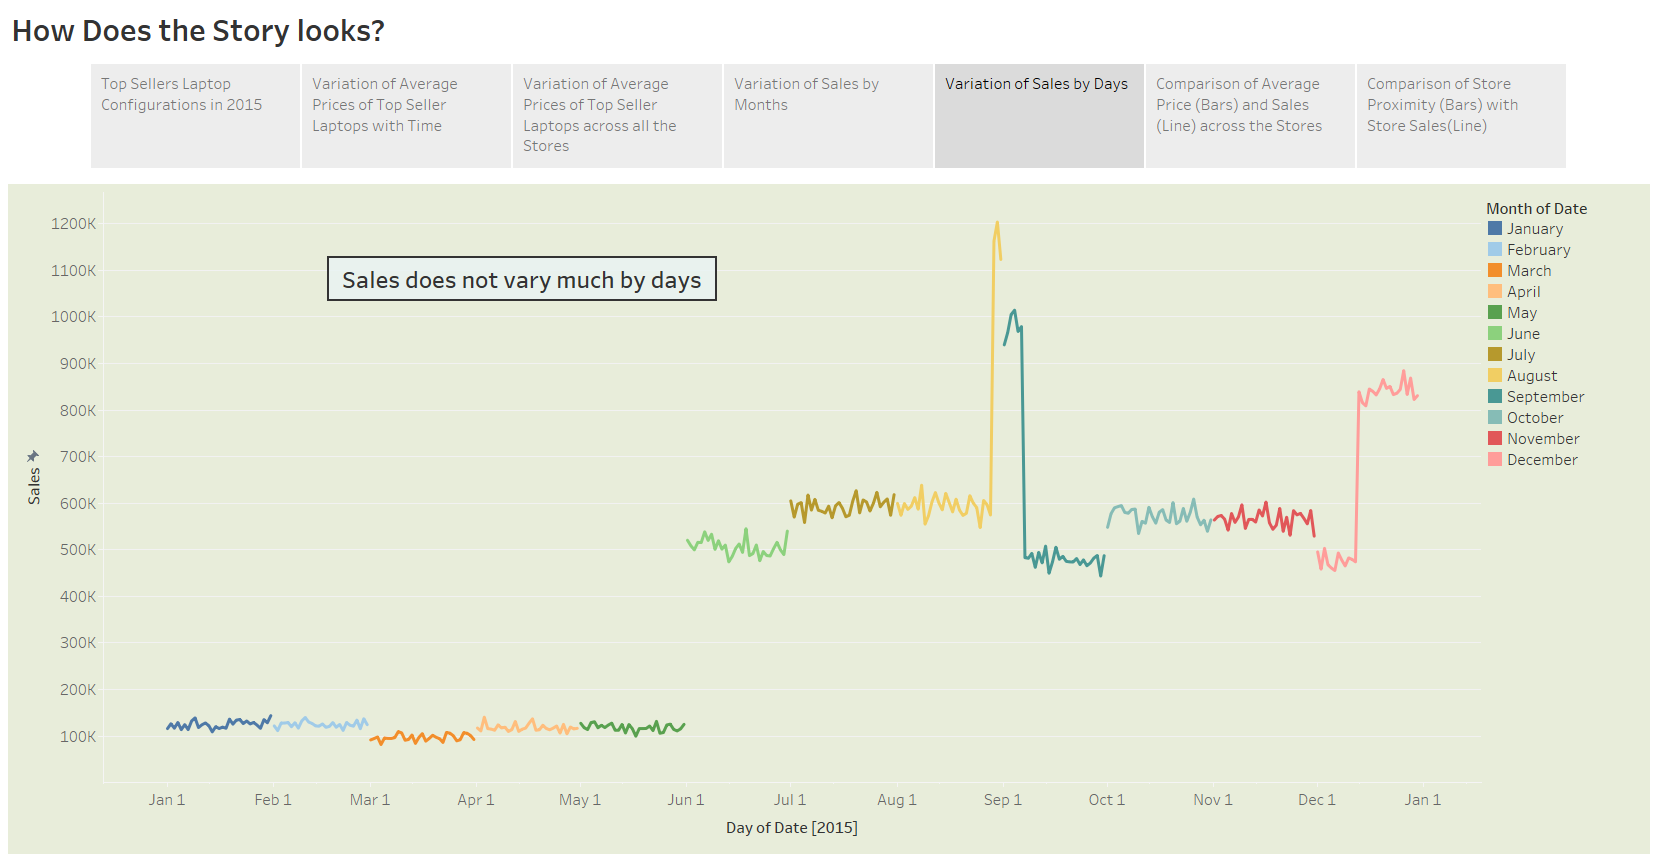 How Does the Story looks?
Top Sellers Laptop
Configurations in 2015
Variation of Average
Prices of Top Seller
Laptops with Time
Variation of Average
Prices of Top Seller
Laptops across all the
Stores
Variation of Sales by
Months
Variation of Sales by Days
Comparison of Average
Price (Bars) and Sales
(Line) across the Stores
Comparison of Store
Proximity (Bars) with
Store Sales(Line)
Sales does not vary much by days
1200K
1100K
1000K
900K
800K
700K
600K
500K
400K
300K
200K
100K
Sales
Jan 1
Feb 1
Mar 1
Apr 1
May 1
Jun 1
Jul 1
Aug 1
Sep 1
Oct 1
Nov 1
Dec 1
Jan 1
Day of Date [2015]
Month of Date
January
February
March
April
May
June
July
August
September
October
November
December